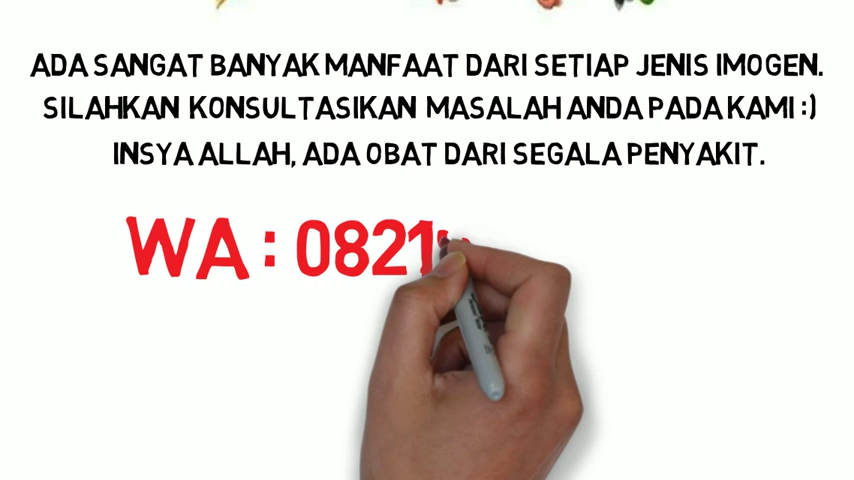 ADA SANGAT BANYAK MANFAAT DARI SETIAP JENIS IMOGEN.
SILAHKAN KONSULTASIKAN MASALAH ANDA PADA KAMI :)
INSYA ALLAH, ADA OBAT DARI SEGALA PENYAKIT.
WA : 0821